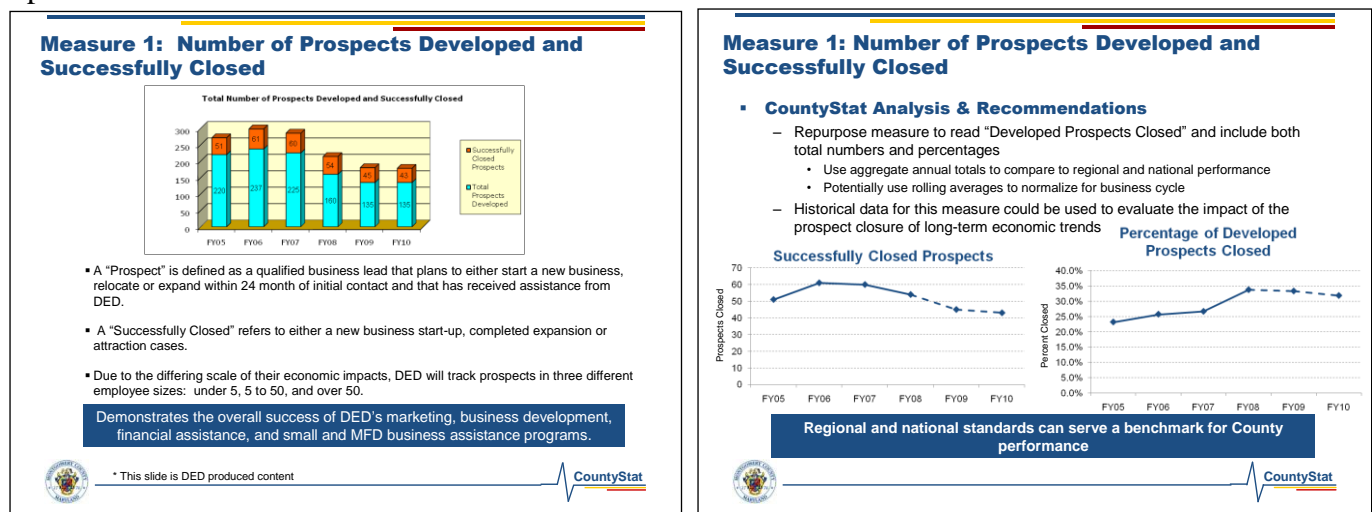 Measure 1:  Number of Prospects Developed and
Successfully Closed
Total Number of Prospects Developed and Successfully Closed
300
250
200
150
100
50
0
51
61
60
54
45
43
220
237
225
160
135
135
FY05
FY06
FY07
FY08
FY09
FY10
Successfully
Closed
Prospects
Total
Prospects
Developed
▪ A “Prospect” is defined as a qualified business lead that plans to either start a new business,
relocate or expand within 24 month of initial contact and that has received assistance from
DED.
▪ A “Successfully Closed” refers to either a new business start-up, completed expansion or
attraction cases.
▪ Due to the differing scale of their economic impacts, DED will track prospects in three different
employee sizes:  under 5, 5 to 50, and over 50.
Demonstrates the overall success of DED’s marketing, business development,
financial assistance, and small and MFD business assistance programs.
* This slide is DED produced content
CountyStat
Measure 1: Number of Prospects Developed and
Successfully Closed
▪ CountyStat Analysis & Recommendations
– Repurpose measure to read “Developed Prospects Closed” and include both
total numbers and percentages
• Use aggregate annual totals to compare to regional and national performance
• Potentially use rolling averages to normalize for business cycle
– Historical data for this measure could be used to evaluate the impact of the
prospect closure of long-term economic trends
Successfully Closed Prospects
Prospects Closed
70
60
50
40
30
20
10
0
FY05
FY06
FY07
FY08
FY09
FY10
Percentage of Developed
Prospects Closed
Percent Closed
40.0%
35.0%
30.0%
25.0%
20.0%
15.0%
10.0%
5.0%
0.0%
FY05
FY06
FY07
FY08
FY09
FY10
Regional and national standards can serve a benchmark for County
performance
CountyStat